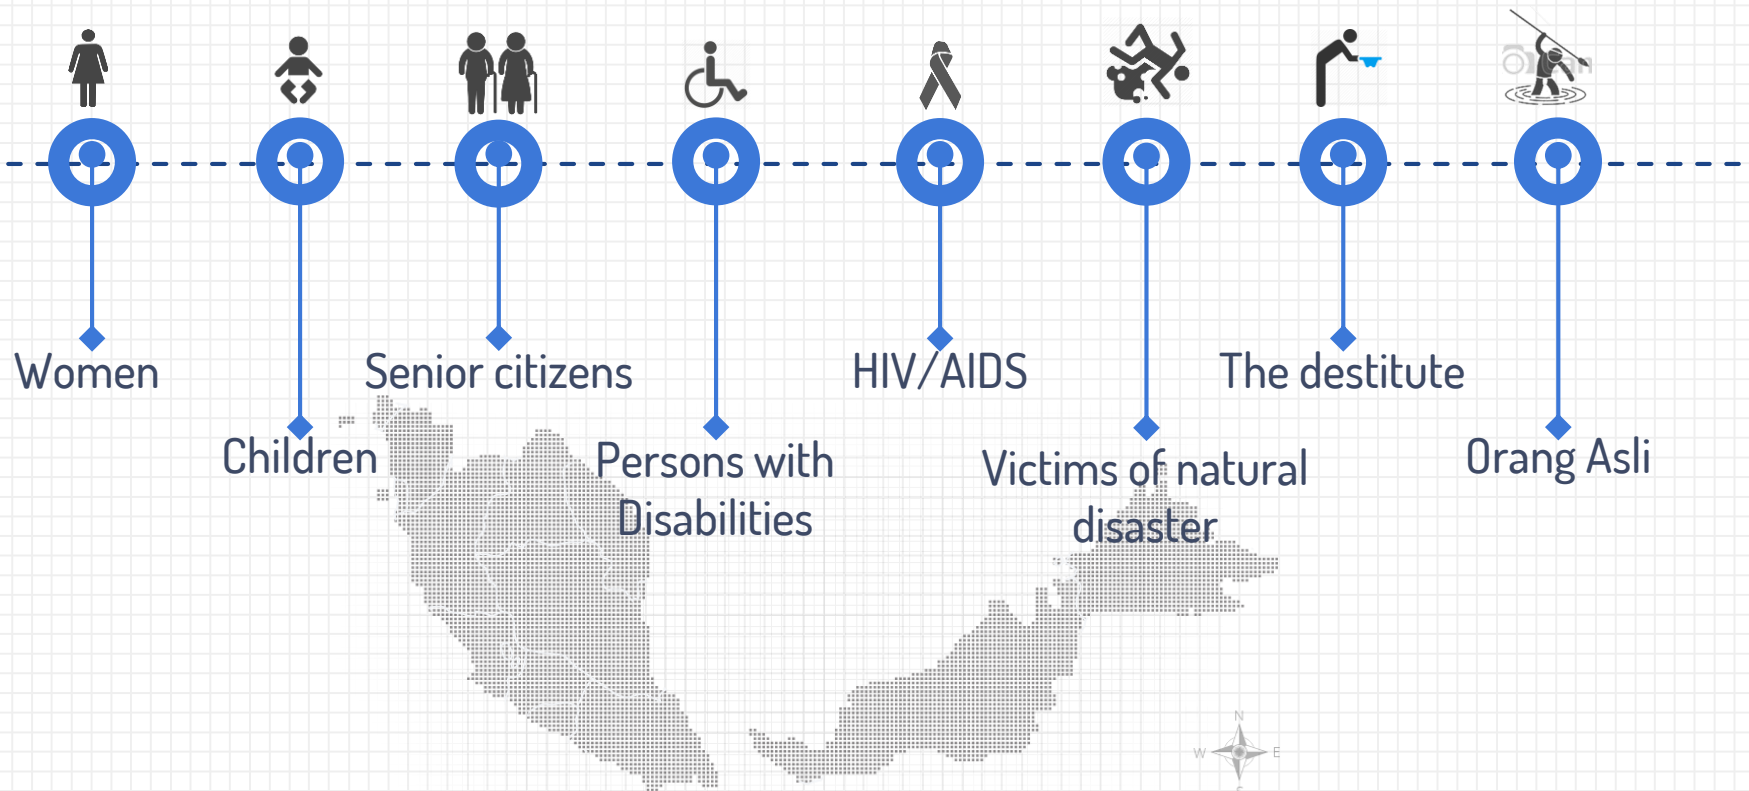 Women
Children
Senior citizens
Persons with
Disabilities
HIV/AIDS
Victims of natural
disaster
The destitute
Orang Asli
N
W
E